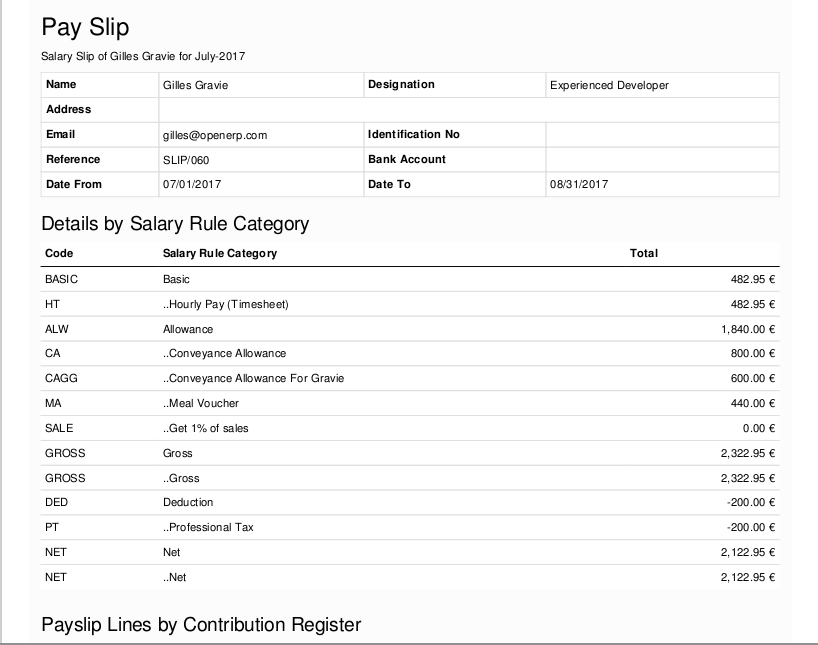 Pay Slip
Salary Slip of Gilles Gravie for July-2017
Name Gilles Gravie Designation Experienced Developer
Address
Email gilles@openerp.com Identification No
Reference SLIP/060 Bank Account
Date From 07/01/2017 Date To 08/31/2017
Details by Salary Rule Category
Code Salary Rule Category Total
BASIC Basic 482.95 €
HT ..Hourly Pay (Timesheet) 482.95 €
ALW Allowance 1,840.00 €
CA ..Conveyance Allowance 800.00 €
CAGG ..Conveyance Allowance For Gravie 600.00 €
MA ..Meal Voucher 440.00 €
SALE ..Get 1% of sales 0.00 €
GROSS Gross 2,322.95 €
GROSS ..Gross 2,322.95 €
DED Deduction -200.00 €
PT ..Professional Tax -200.00 €
NET Net 2,122.95 €
NET ..Net 2,122.95 €
Payslip Lines by Contribution Register